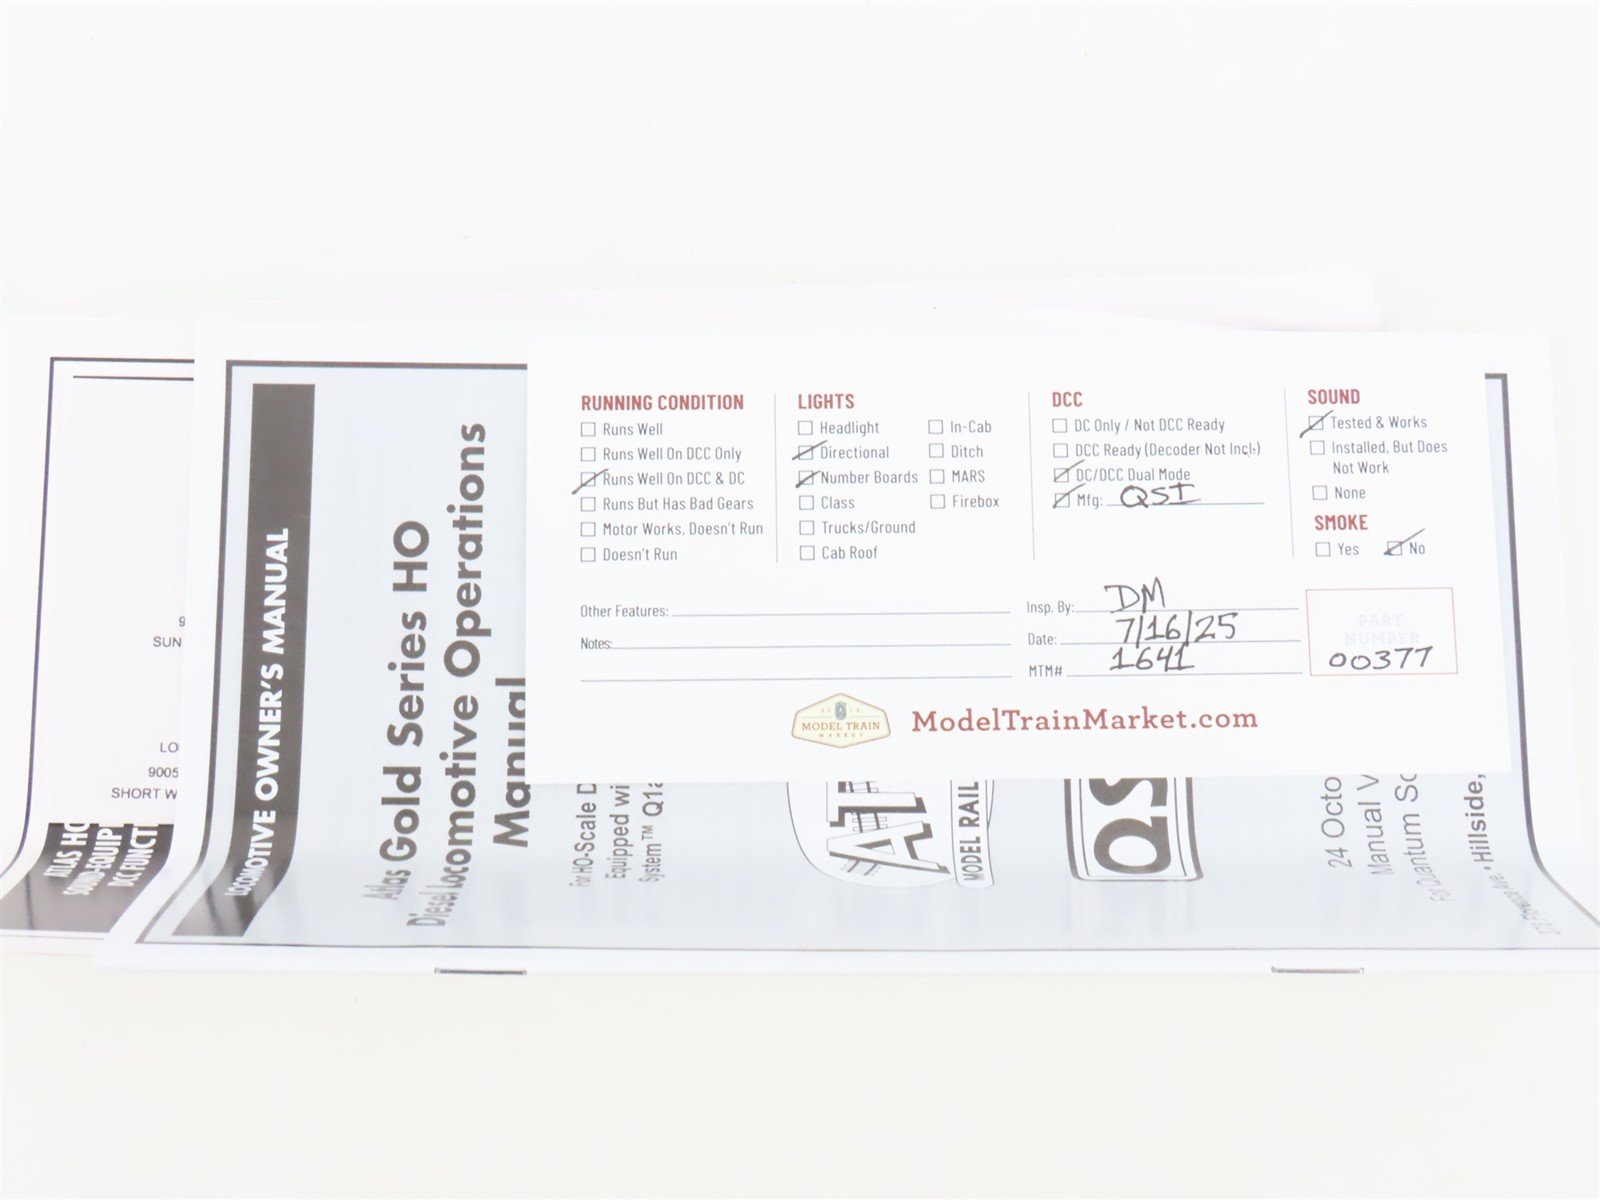 RUNNING CONDITION
Runs Well
Runs Well On DCC Only
Runs Well On DCC & DC
Runs But Has Bad Gears
Motor Works, Doesn't Run
Doesn't Run
LIGHTS
Headlight
Directional
Number Boards
Class
Trucks/Ground
Cab Roof
In-Cab
Ditch
MARS
Firebox
DCC
DC Only / Not DCC Ready
DCC Ready (Decoder Not Incl.)
DC/DCC Dual Mode
Mfg: QSI
SOUND
Tested & Works
Installed, But Does
Not Work
None
SMOKE
Yes No
Other Features:
Notes:
Insp. By: DM
Date: 7/16/25
MTM# 1641
PART
NUMBER
00377
MODEL TRAIN
MARKET
ModelTrainMarket.com
LOCOMOTIVE OWNER'S MANUAL
Atlas Gold Series HO
Diesel Locomotive Operations
Manual
For HO-Scale D
Equipped wi
System™ Q1a
MODEL RAIL
QS
24 Octo
Manual V
For Quantum So
Hillside,
9
SUN
LO
9005
SHORT W
ATLAS HO
SOUND-EQUIP
DCC FUNCT